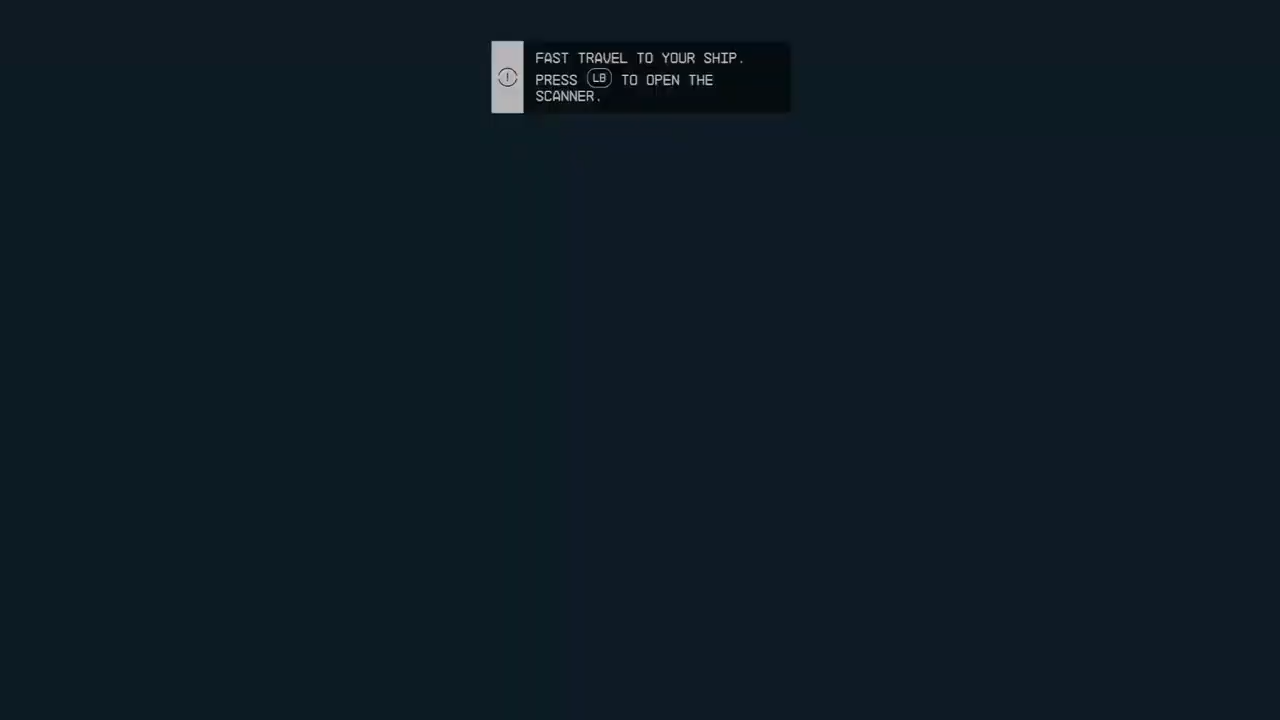 FAST TRAVEL TO YOUR SHIP.
PRESS LB TO OPEN THE
SCANNER.